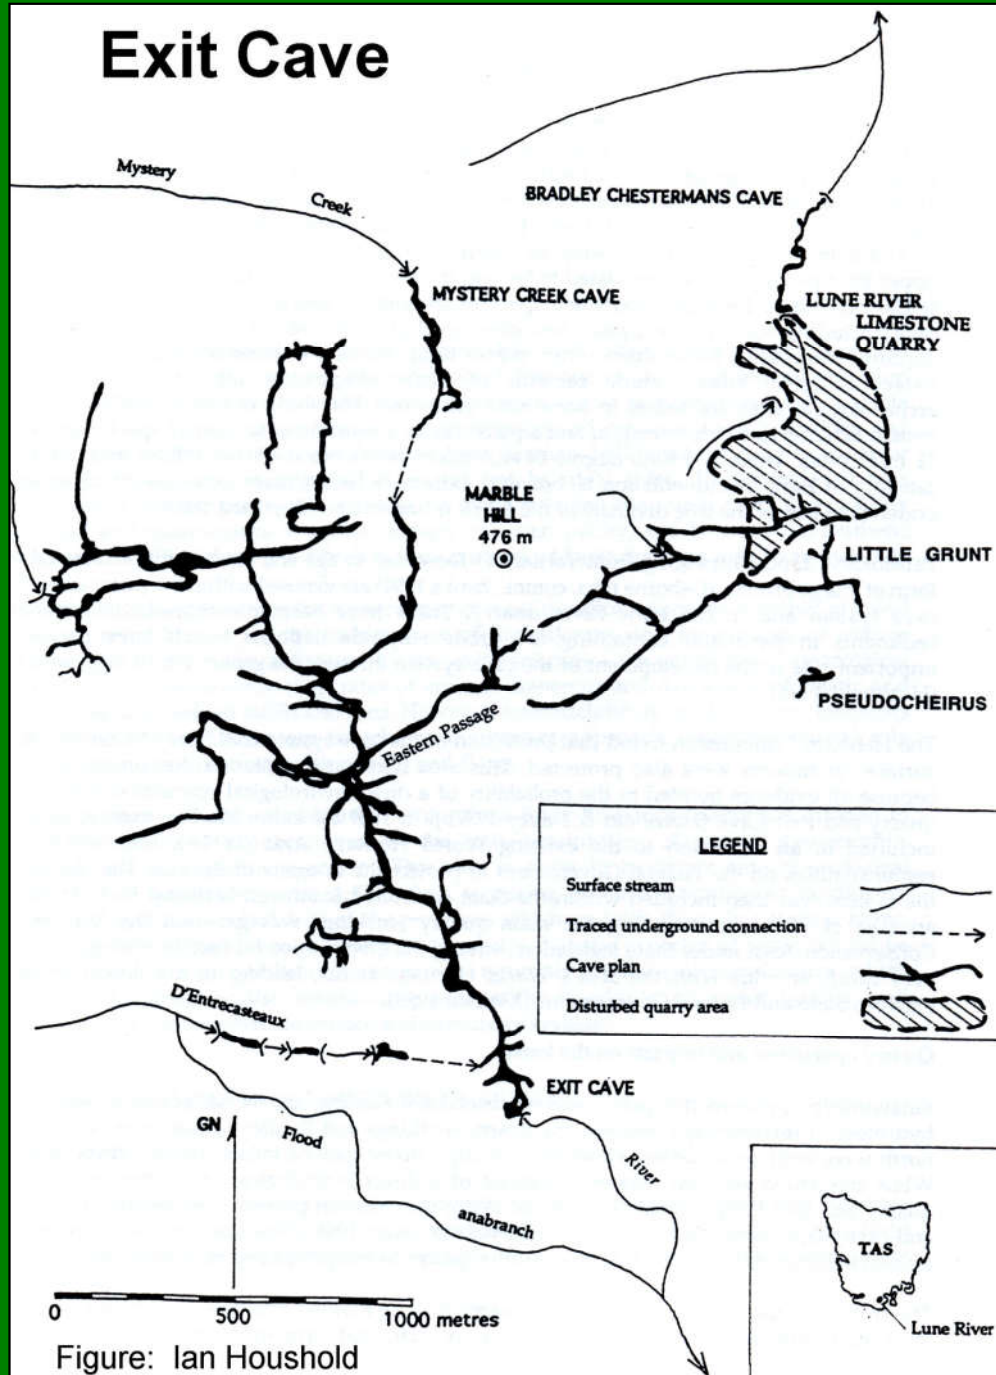 Exit Cave
Mystery
Creek
BRADLEY CHESTERMANS CAVE
MYSTERY CREEK CAVE
LUNE RIVER
LIMESTONE
QUARRY
MARBLE
HILL
476 m
LITTLE GRUNT
PSEUDOCHEIRUS
Eastern Passage
LEGEND
Surface stream
Traced underground connection
Cave plan
Disturbed quarry area
D'Entrecasteaux
EXIT CAVE
GN
Flood
River
anabranch
TAS
Lune River
0 500 1000 metres
Figure: Ian Houshold